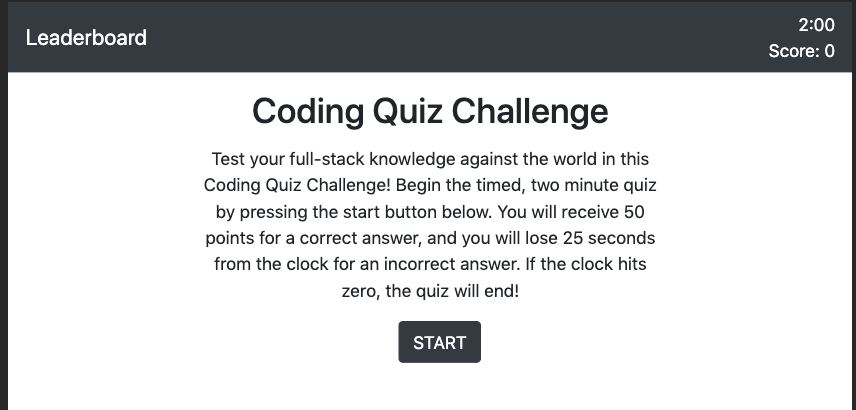 Leaderboard
2:00
Score: 0
Coding Quiz Challenge
Test your full-stack knowledge against the world in this
Coding Quiz Challenge! Begin the timed, two minute quiz
by pressing the start button below. You will receive 50
points for a correct answer, and you will lose 25 seconds
from the clock for an incorrect answer. If the clock hits
zero, the quiz will end!
START